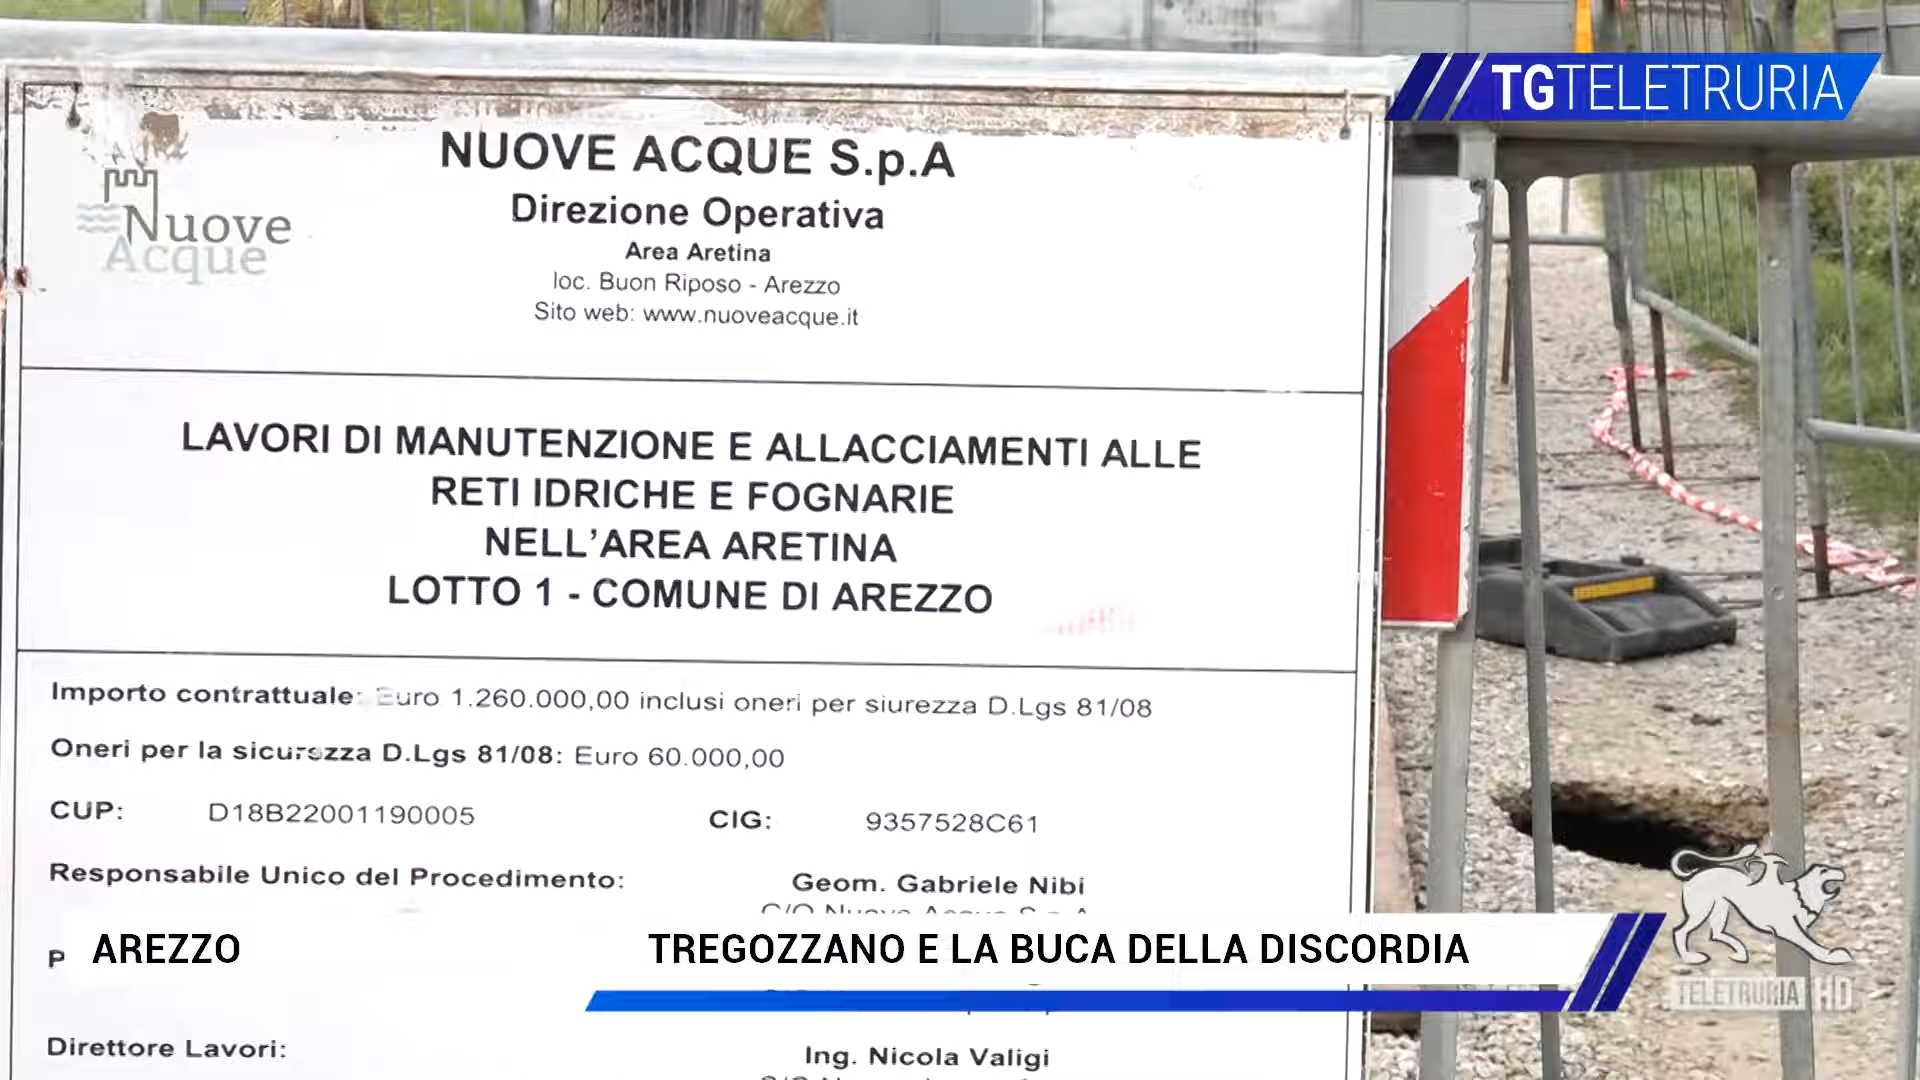 TGTELETRURIA
NUOVE ACQUE S.p.A
Direzione Operativa
Area Aretina
loc. Buon Riposo - Arezzo
Sito web: www.nuoveacque.it
Nuove
Acque
LAVORI DI MANUTENZIONE E ALLACCIAMENTI ALLE
RETI IDRICHE E FOGNARIE
NELL'AREA ARETINA
LOTTO 1 - COMUNE DI AREZZO
Importo contrattuale: Euro 1.260.000,00 inclusi oneri per siurezza D.Lgs 81/08
Oneri per la sicurezza D.Lgs 81/08: Euro 60.000,00
CUP: D18B22001190005 CIG: 9357528C61
Responsabile Unico del Procedimento: Geom. Gabriele Nibi
C/O Nuove Acque S.p.A
AREZZO TREGOZZANO E LA BUCA DELLA DISCORDIA
TELETRURIA HD
Direttore Lavori: Ing. Nicola Valigi